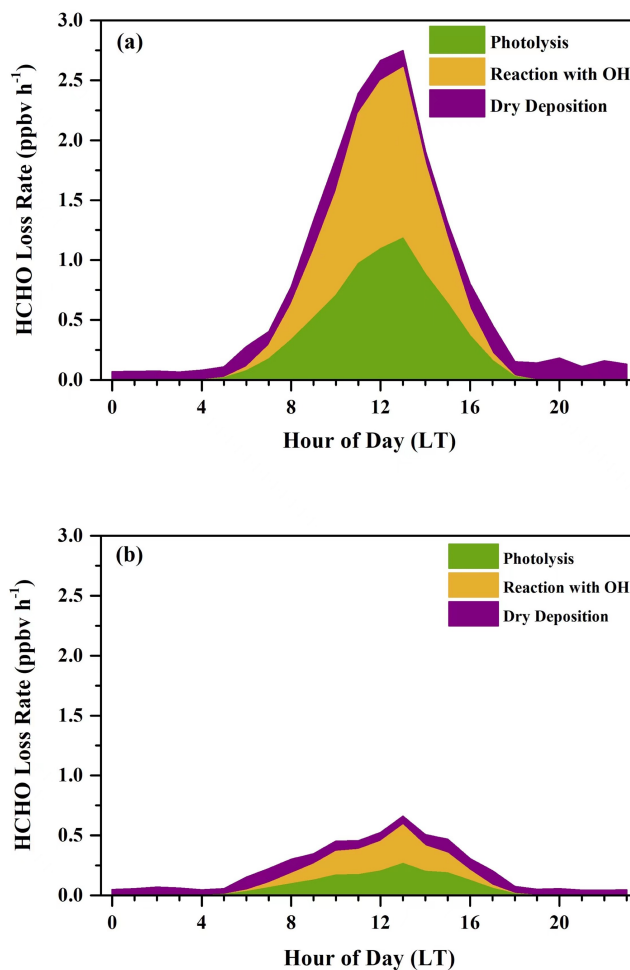 (a)
Photolysis
Reaction with OH
Dry Deposition
HCHO Loss Rate (ppbv h⁻¹)
3.0
2.5
2.0
1.5
1.0
0.5
0.0
0 4 8 12 16 20
Hour of Day (LT)
(b)
Photolysis
Reaction with OH
Dry Deposition
HCHO Loss Rate (ppbv h⁻¹)
3.0
2.5
2.0
1.5
1.0
0.5
0.0
0 4 8 12 16 20
Hour of Day (LT)